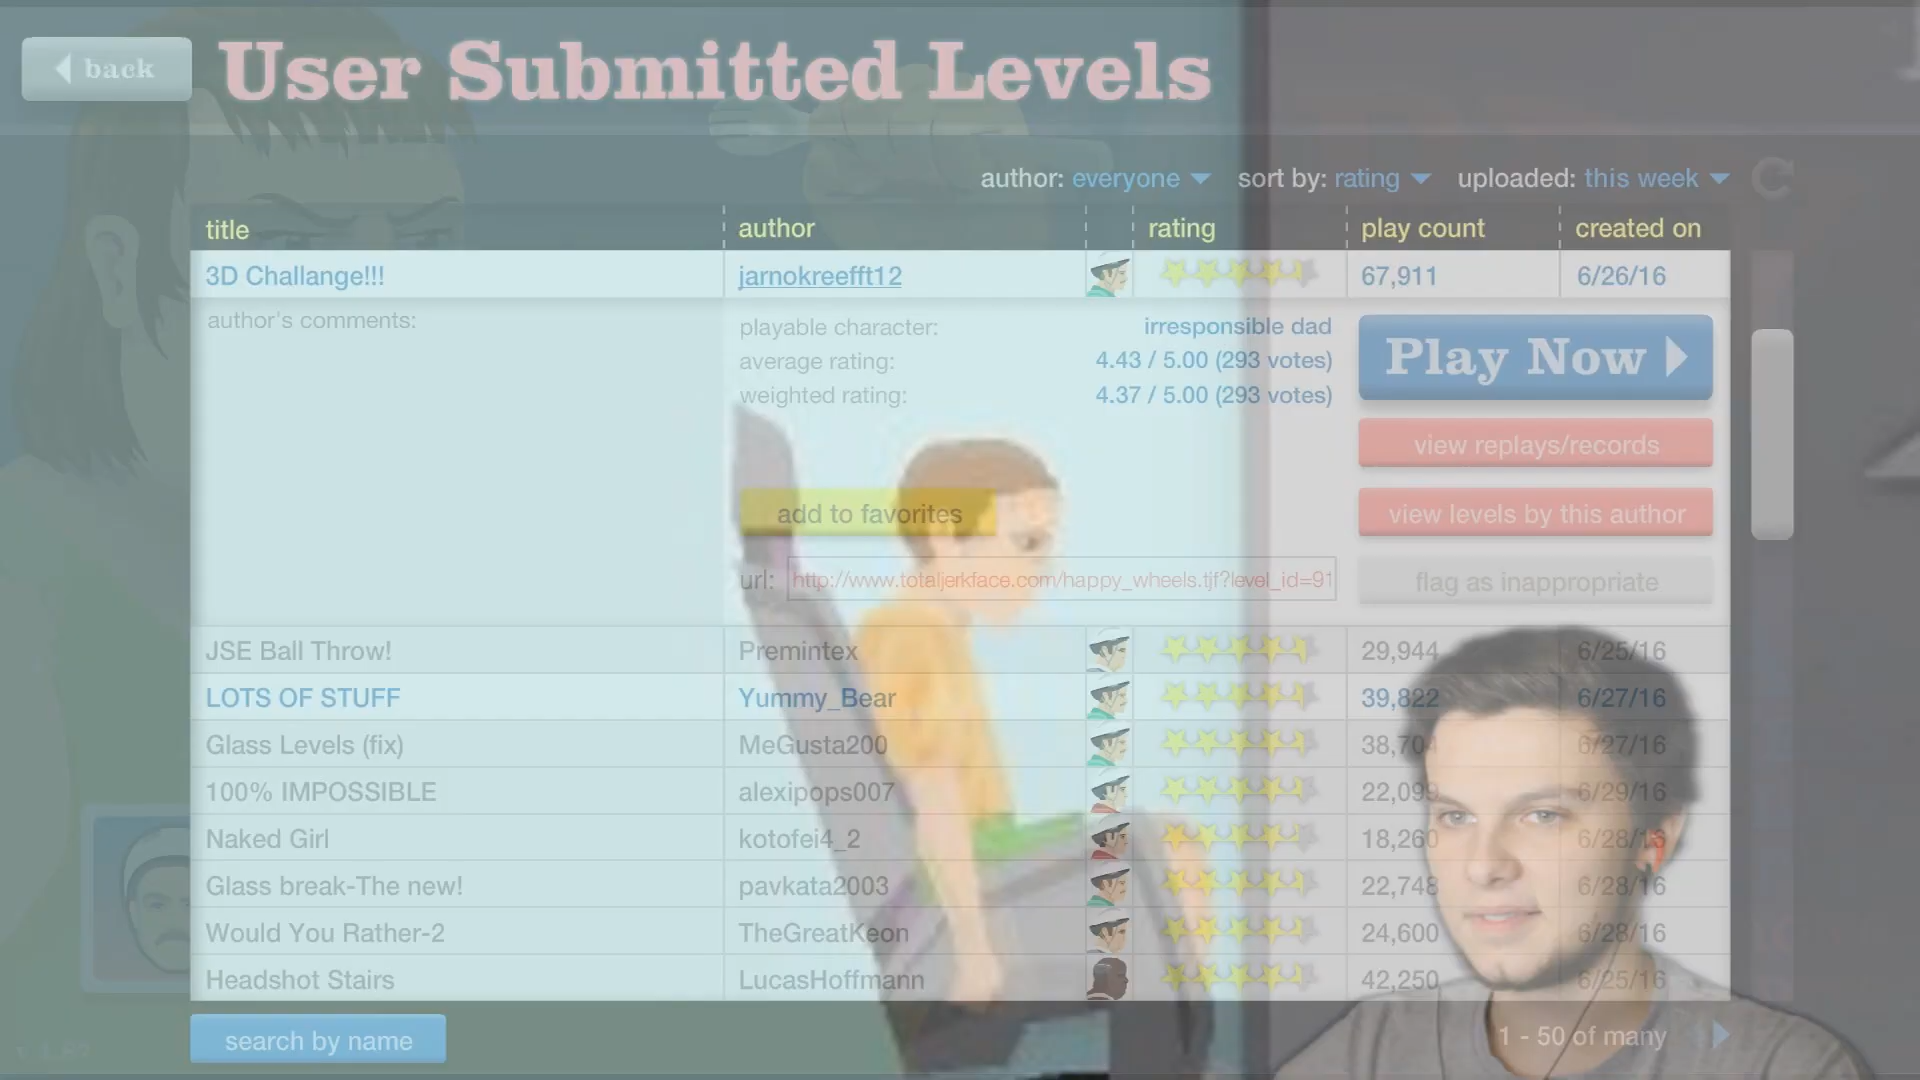 back
User Submitted Levels
author: everyone sort by: rating uploaded: this week
title author rating play count created on
3D Challange!!! jarnokreefft12 67,911 6/26/16
author's comments:
playable character: irresponsible dad
average rating: 4.43 / 5.00 (293 votes)
weighted rating: 4.37 / 5.00 (293 votes)
Play Now
view replays/records
add to favorites
view levels by this author
url: http://www.totaljerkface.com/happy_wheels.tjf?level_id=91
flag as inappropriate
JSE Ball Throw! Premintex 29,944 6/25/16
LOTS OF STUFF Yummy_Bear 39,822 6/27/16
Glass Levels (fix) MeGusta200 38,704 6/27/16
100% IMPOSSIBLE alexipops007 22,099 6/29/16
Naked Girl kotofei4_2 18,260 6/28/16
Glass break-The new! pavkata2003 22,748 6/28/16
Would You Rather-2 TheGreatKeon 24,600 6/28/16
Headshot Stairs LucasHoffmann 42,250 6/25/16
search by name
1 - 50 of many